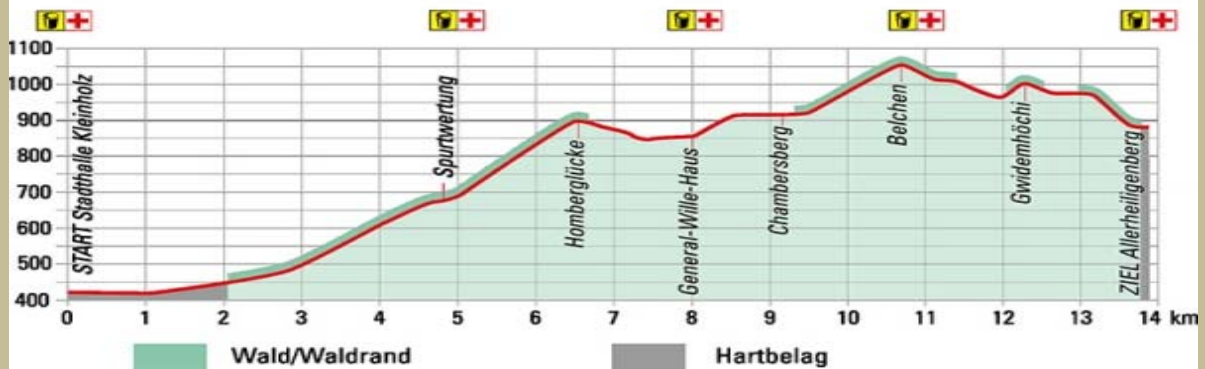 1100
1000
900
800
700
600
500
400
START Stadthalle Kleinholz
Spurtwertung
Homberglücke
General-Wille-Haus
Chambersberg
Belchen
Gwidemhöchi
ZIEL Allerheiligenberg
0 1 2 3 4 5 6 7 8 9 10 11 12 13 14 km
Wald/Waldrand
Hartbelag